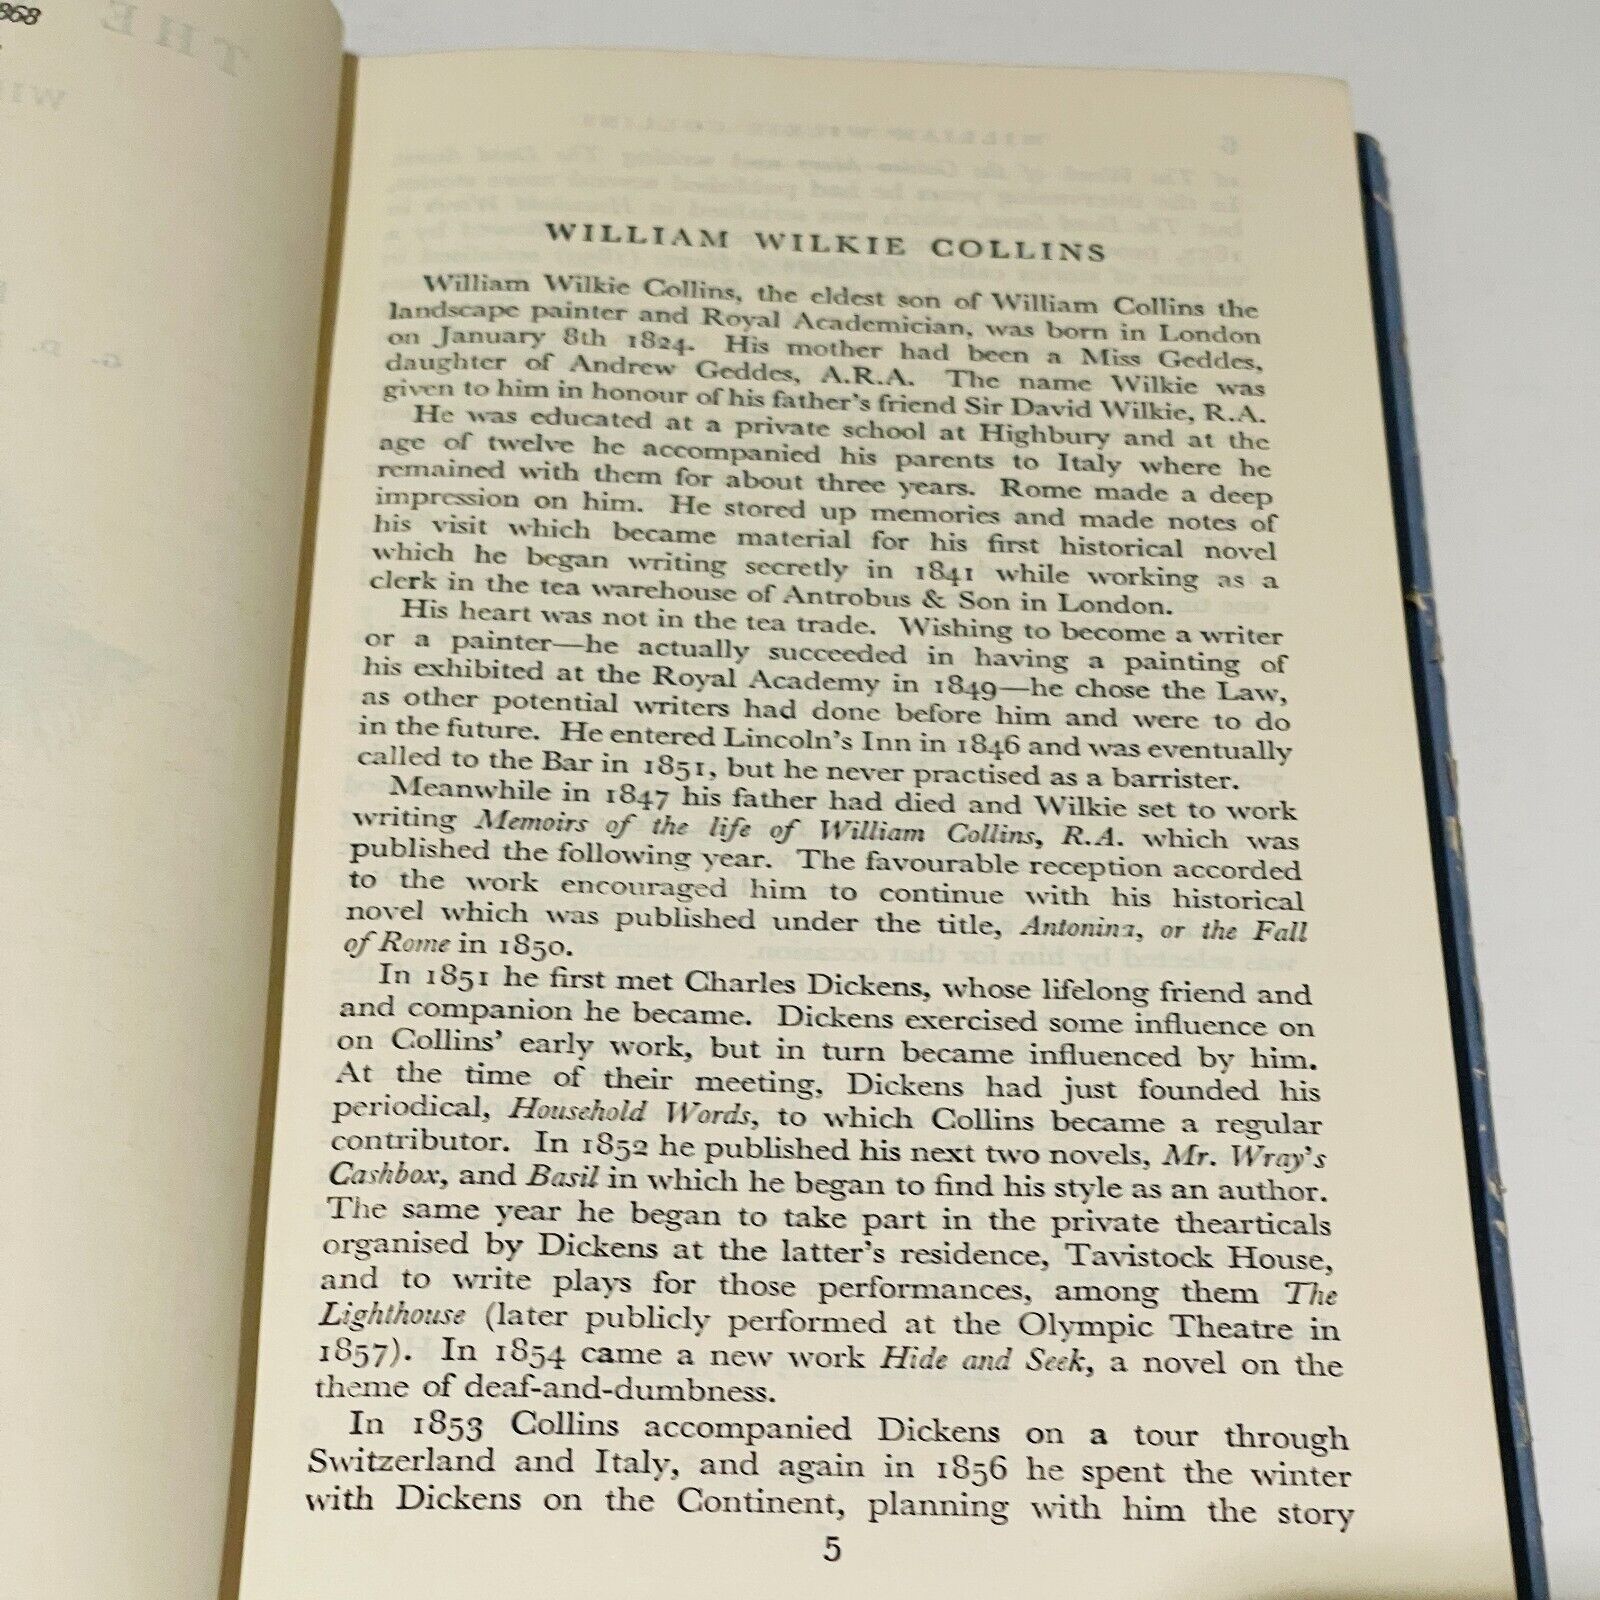 868
THE
WILLIAM WILKIE COLLINS
William Wilkie Collins, the eldest son of William Collins the
landscape painter and Royal Academician, was born in London
on January 8th 1824. His mother had been a Miss Geddes,
daughter of Andrew Geddes, A.R.A. The name Wilkie was
given to him in honour of his father's friend Sir David Wilkie, R.A.
He was educated at a private school at Highbury and at the
age of twelve he accompanied his parents to Italy where he
remained with them for about three years. Rome made a deep
impression on him. He stored up memories and made notes of
his visit which became material for his first historical novel
which he began writing secretly in 1841 while working as a
clerk in the tea warehouse of Antrobus & Son in London.
His heart was not in the tea trade. Wishing to become a writer
or a painter—he actually succeeded in having a painting of
his exhibited at the Royal Academy in 1849—he chose the Law,
as other potential writers had done before him and were to do
in the future. He entered Lincoln's Inn in 1846 and was eventually
called to the Bar in 1851, but he never practised as a barrister.
Meanwhile in 1847 his father had died and Wilkie set to work
writing Memoirs of the life of William Collins, R.A. which was
published the following year. The favourable reception accorded
to the work encouraged him to continue with his historical
novel which was published under the title, Antonina, or the Fall
of Rome in 1850.
In 1851 he first met Charles Dickens, whose lifelong friend and
and companion he became. Dickens exercised some influence on
on Collins' early work, but in turn became influenced by him.
At the time of their meeting, Dickens had just founded his
periodical, Household Words, to which Collins became a regular
contributor. In 1852 he published his next two novels, Mr. Wray's
Cashbox, and Basil in which he began to find his style as an author.
The same year he began to take part in the private thearticals
organised by Dickens at the latter's residence, Tavistock House,
and to write plays for those performances, among them The
Lighthouse (later publicly performed at the Olympic Theatre in
1857). In 1854 came a new work Hide and Seek, a novel on the
theme of deaf-and-dumbness.
In 1853 Collins accompanied Dickens on a tour through
Switzerland and Italy, and again in 1856 he spent the winter
with Dickens on the Continent, planning with him the story
5